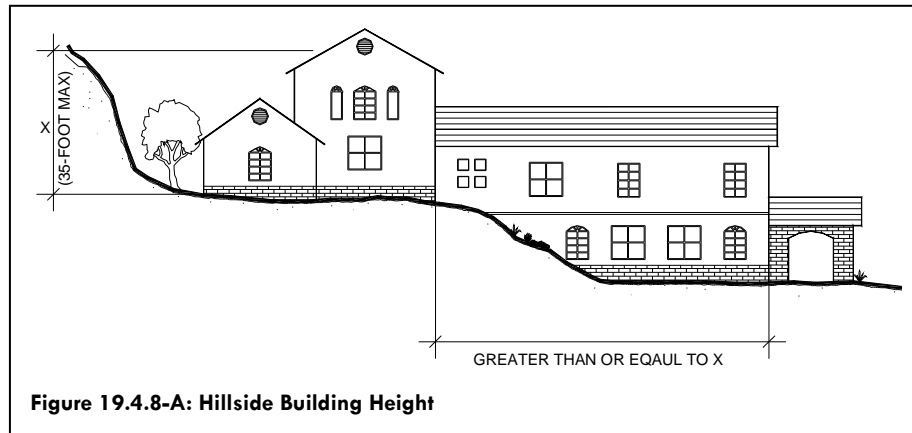 X
(35-FOOT MAX)
GREATER THAN OR EQAUL TO X
Figure 19.4.8-A: Hillside Building Height